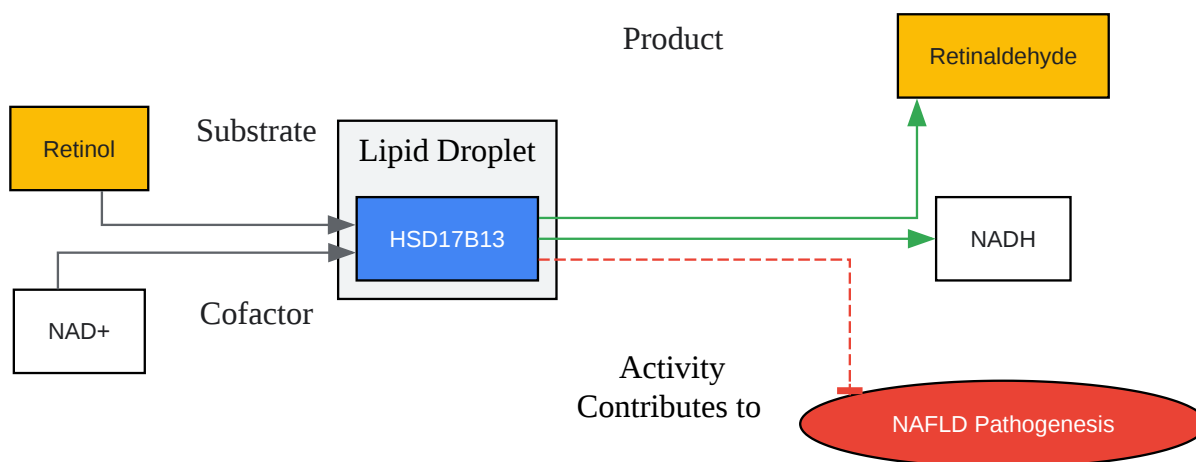 Product
Retinaldehyde
Substrate
Retinol
Lipid Droplet
HSD17B13
NADH
Cofactor
NAD+
Activity
Contributes to
NAFLD Pathogenesis